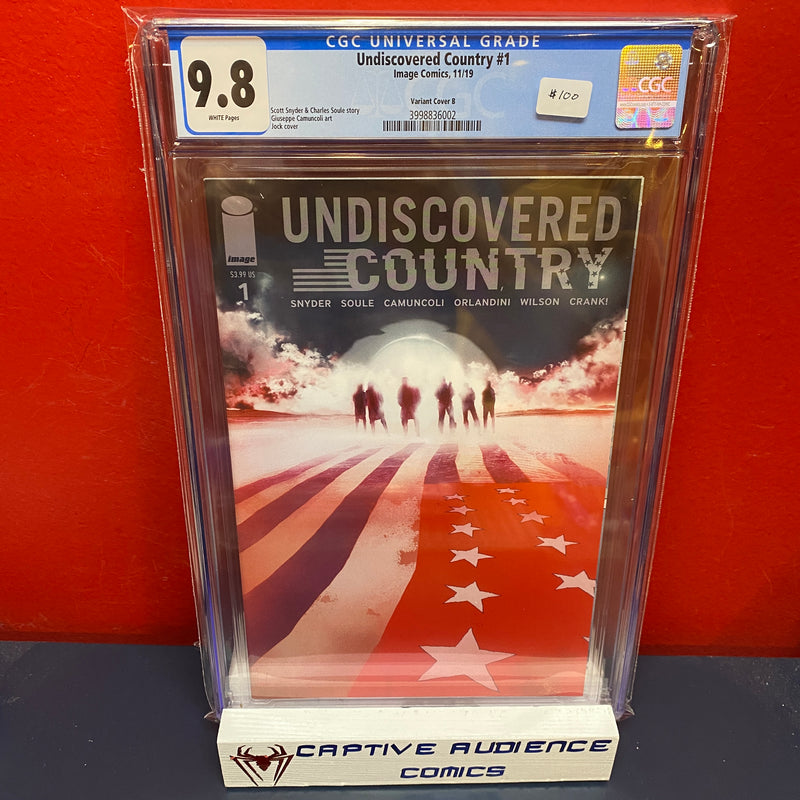 CGC UNIVERSAL GRADE
9.8
WHITE Pages
Undiscovered Country #1
Image Comics, 11/19
Variant Cover B
3998836002
Scott Snyder & Charles Soule story
Giuseppe Camuncoli art
Jock cover
#100
CGC
image
$3.99 US
1
UNDISCOVERED
COUNTRY
SNYDER SOULE CAMUNCOLI ORLANDINI WILSON CRANK!
CAPTIVE AUDIENCE
COMICS